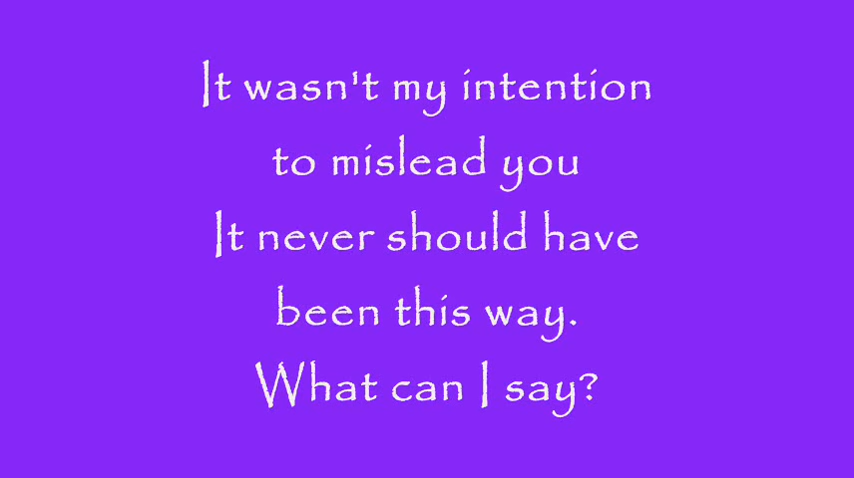 It wasn't my intention
to mislead you
It never should have
been this way.
What can I say?